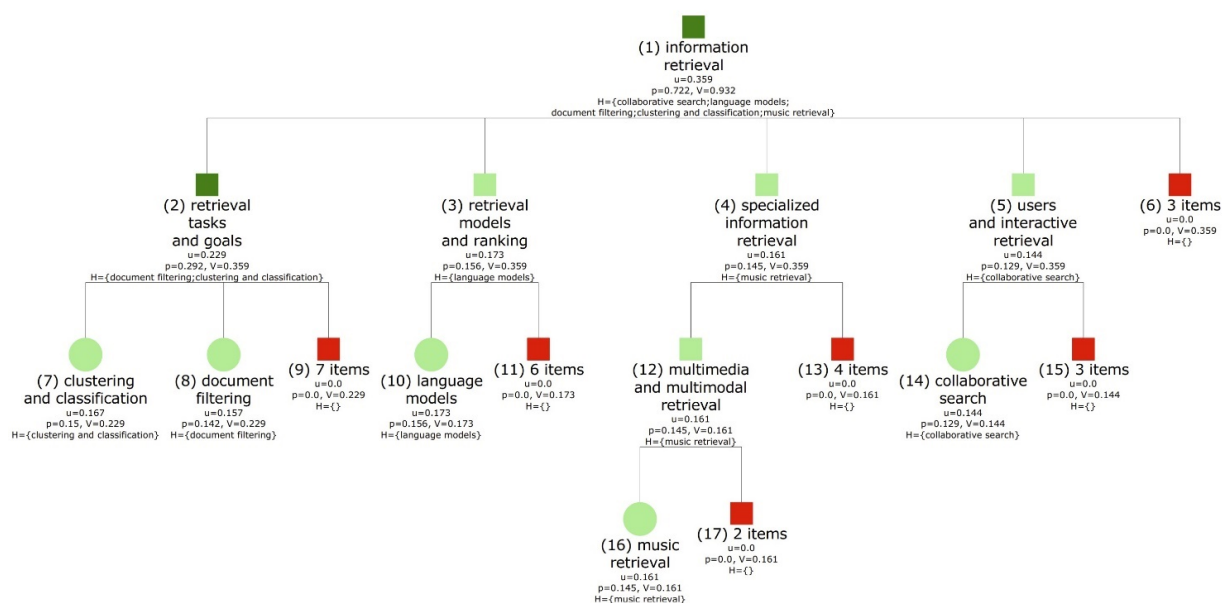 (1) information
retrieval
u=0.359
p=0.722, V=0.932
H={collaborative search;language models;
document filtering;clustering and classification;music retrieval}
(2) retrieval
tasks
and goals
u=0.229
p=0.292, V=0.359
H={document filtering;clustering and classification}
(3) retrieval
models
and ranking
u=0.173
p=0.156, V=0.359
H={language models}
(4) specialized
information
retrieval
u=0.161
p=0.145, V=0.359
H={music retrieval}
(5) users
and interactive
retrieval
u=0.144
p=0.129, V=0.359
H={collaborative search}
(6) 3 items
u=0.0
p=0.0, V=0.359
H={}
(7) clustering
and classification
u=0.167
p=0.15, V=0.229
H={clustering and classification}
(8) document
filtering
u=0.157
p=0.142, V=0.229
H={document filtering}
(9) 7 items
u=0.0
p=0.0, V=0.229
H={}
(10) language
models
u=0.173
p=0.156, V=0.173
H={language models}
(11) 6 items
u=0.0
p=0.0, V=0.173
H={}
(12) multimedia
and multimodal
retrieval
u=0.161
p=0.145, V=0.161
H={music retrieval}
(13) 4 items
u=0.0
p=0.0, V=0.161
H={}
(14) collaborative
search
u=0.144
p=0.129, V=0.144
H={collaborative search}
(15) 3 items
u=0.0
p=0.0, V=0.144
H={}
(16) music
retrieval
u=0.161
p=0.145, V=0.161
H={music retrieval}
(17) 2 items
u=0.0
p=0.0, V=0.161
H={}